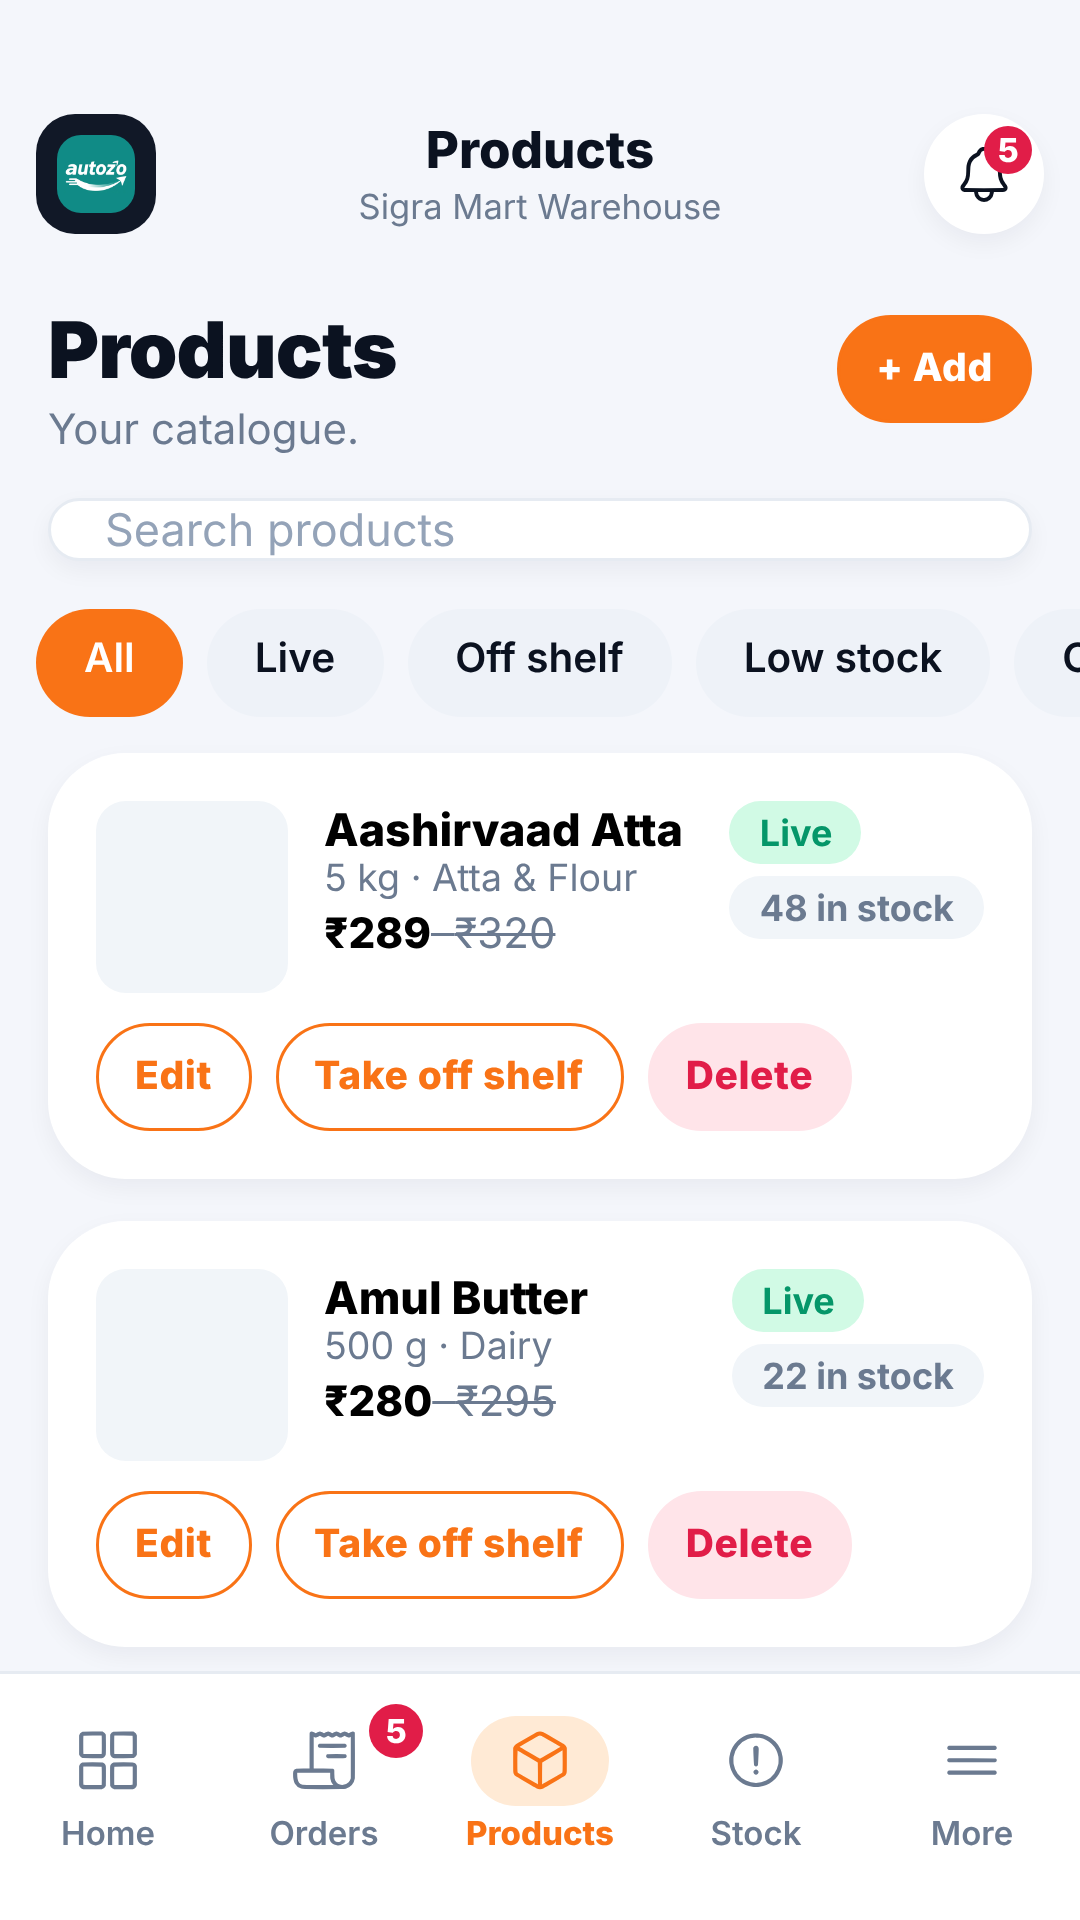 autozo
Products
5
Sigra Mart Warehouse
Products
+ Add
Your catalogue.
Search products
All
Live
Off shelf
Low stock
Aashirvaad Atta
Live
5 kg · Atta & Flour
48 in stock
₹289 ₹320
Edit
Take off shelf
Delete
Amul Butter
Live
500 g · Dairy
22 in stock
₹280 ₹295
Edit
Take off shelf
Delete
5
Home
Orders
Products
Stock
More